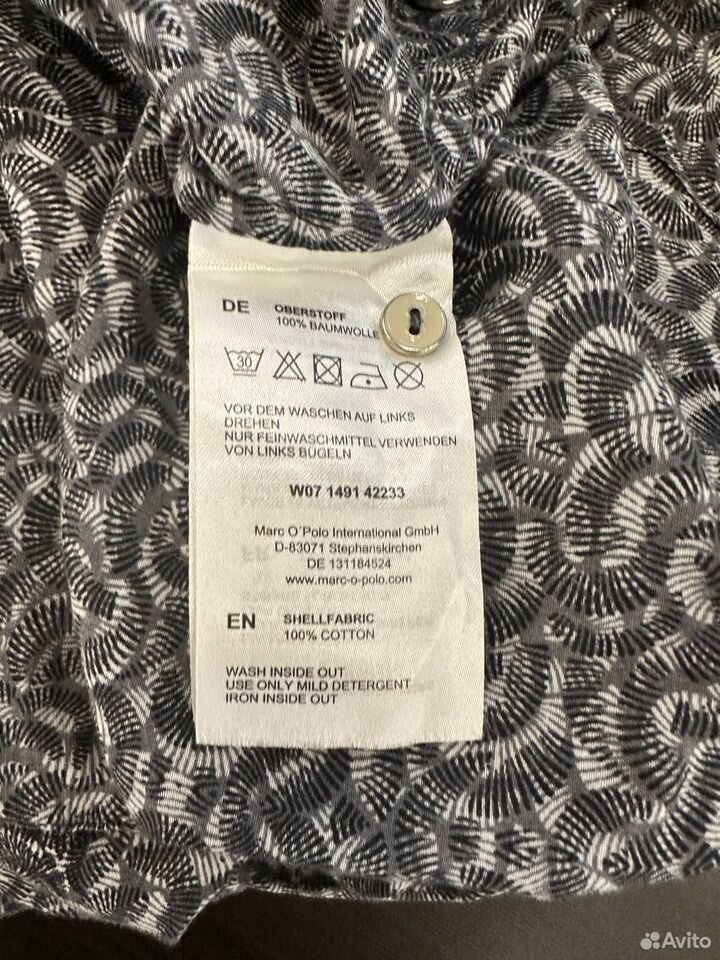 DE OBERSTOFF
100% BAUMWOLLE
30
VOR DEM WASCHEN AUF LINKS
DREHEN
NUR FEINWASCHMITTEL VERWENDEN
VON LINKS BÜGELN
W07 1491 42233
Marc O´Polo International GmbH
D-83071 Stephanskirchen
DE 131184524
www.marc-o-polo.com
EN SHELLFABRIC
100% COTTON
WASH INSIDE OUT
USE ONLY MILD DETERGENT
IRON INSIDE OUT
Avito